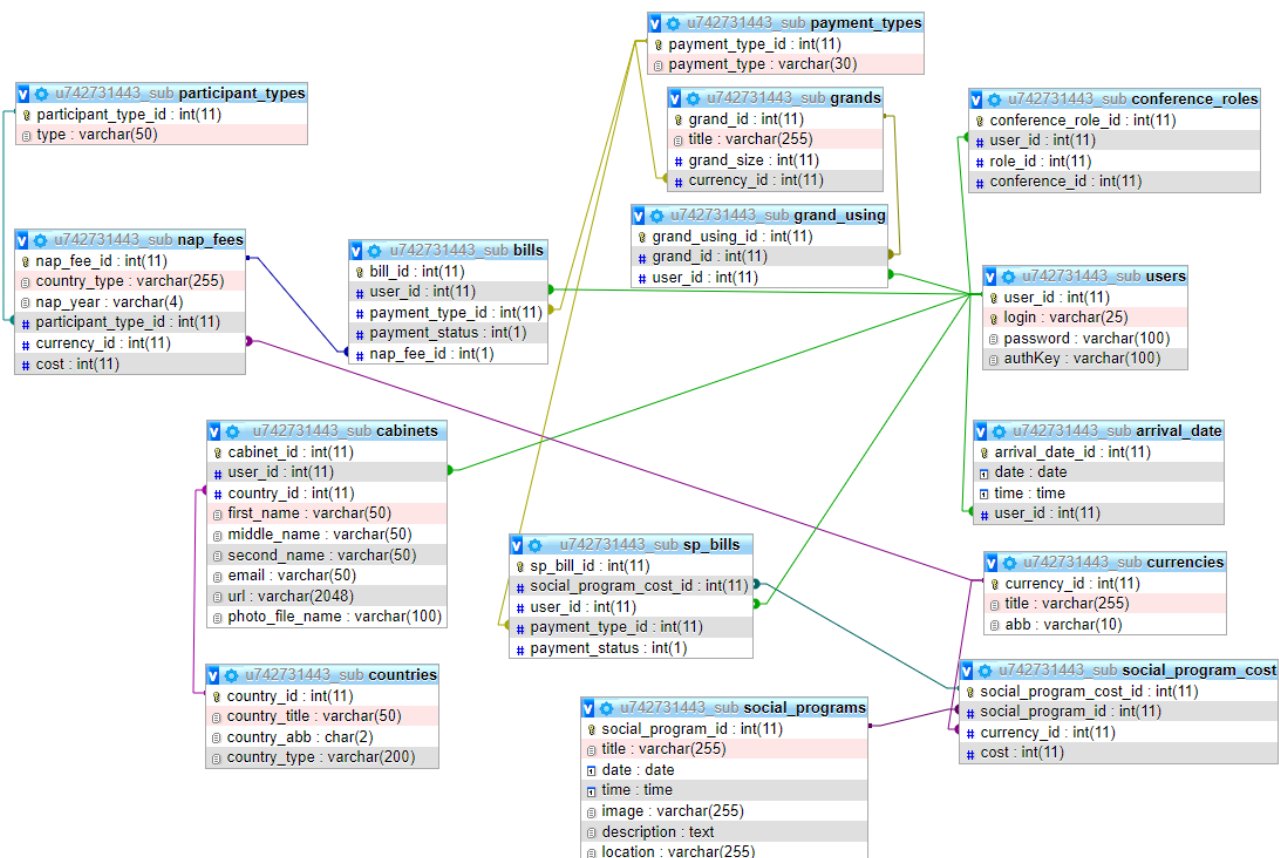 u742731443_sub payment_types
payment_type_id : int(11)
payment_type : varchar(30)
u742731443_sub participant_types
participant_type_id : int(11)
type : varchar(50)
u742731443_sub grands
grand_id : int(11)
title : varchar(255)
grand_size : int(11)
currency_id : int(11)
u742731443_sub conference_roles
conference_role_id : int(11)
user_id : int(11)
role_id : int(11)
conference_id : int(11)
u742731443_sub grand_using
grand_using_id : int(11)
grand_id : int(11)
user_id : int(11)
u742731443_sub nap_fees
nap_fee_id : int(11)
country_type : varchar(255)
nap_year : varchar(4)
participant_type_id : int(11)
currency_id : int(11)
cost : int(11)
u742731443_sub bills
bill_id : int(11)
user_id : int(11)
payment_type_id : int(11)
payment_status : int(1)
nap_fee_id : int(1)
u742731443_sub users
user_id : int(11)
login : varchar(25)
password : varchar(100)
authKey : varchar(100)
u742731443_sub cabinets
cabinet_id : int(11)
user_id : int(11)
country_id : int(11)
first_name : varchar(50)
middle_name : varchar(50)
second_name : varchar(50)
email : varchar(50)
url : varchar(2048)
photo_file_name : varchar(100)
u742731443_sub arrival_date
arrival_date_id : int(11)
date : date
time : time
user_id : int(11)
u742731443_sub sp_bills
sp_bill_id : int(11)
social_program_cost_id : int(11)
user_id : int(11)
payment_type_id : int(11)
payment_status : int(1)
u742731443_sub currencies
currency_id : int(11)
title : varchar(255)
abb : varchar(10)
u742731443_sub countries
country_id : int(11)
country_title : varchar(50)
country_abb : char(2)
country_type : varchar(200)
u742731443_sub social_program_cost
social_program_cost_id : int(11)
social_program_id : int(11)
currency_id : int(11)
cost : int(11)
u742731443_sub social_programs
social_program_id : int(11)
title : varchar(255)
date : date
time : time
image : varchar(255)
description : text
location : varchar(255)